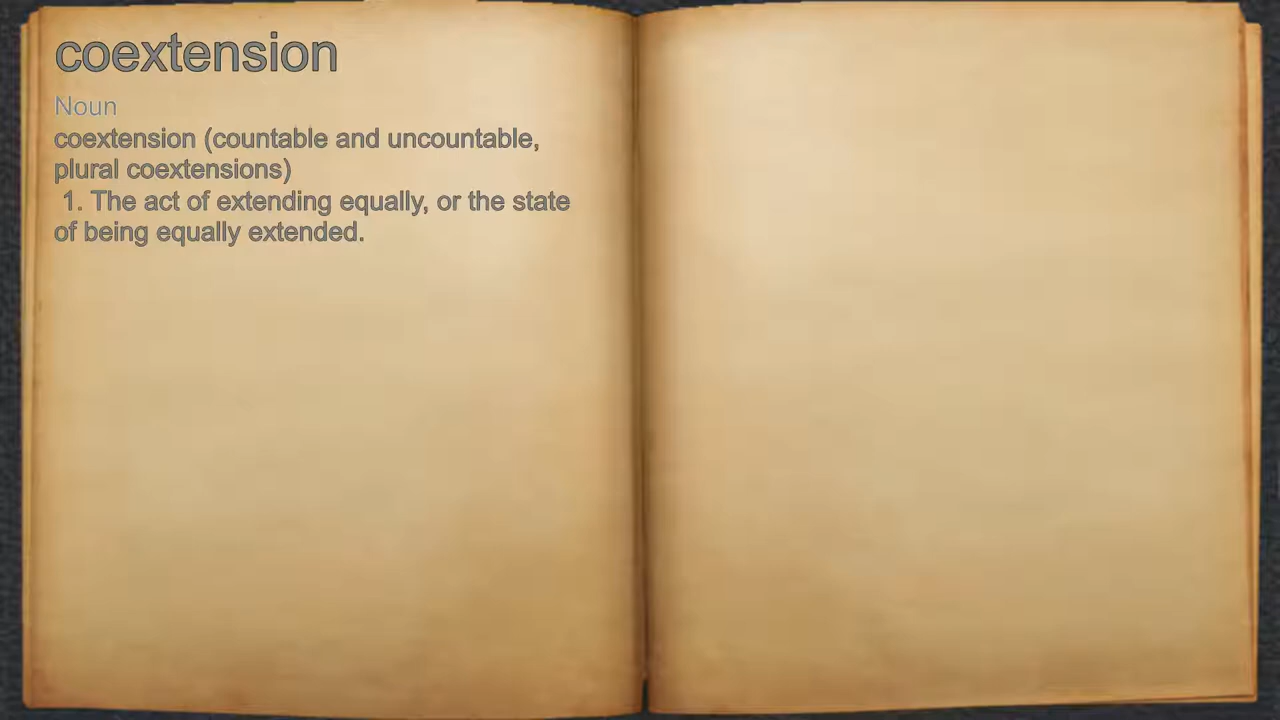 coextension
Noun
coextension (countable and uncountable,
plural coextensions)
1. The act of extending equally, or the state
of being equally extended.